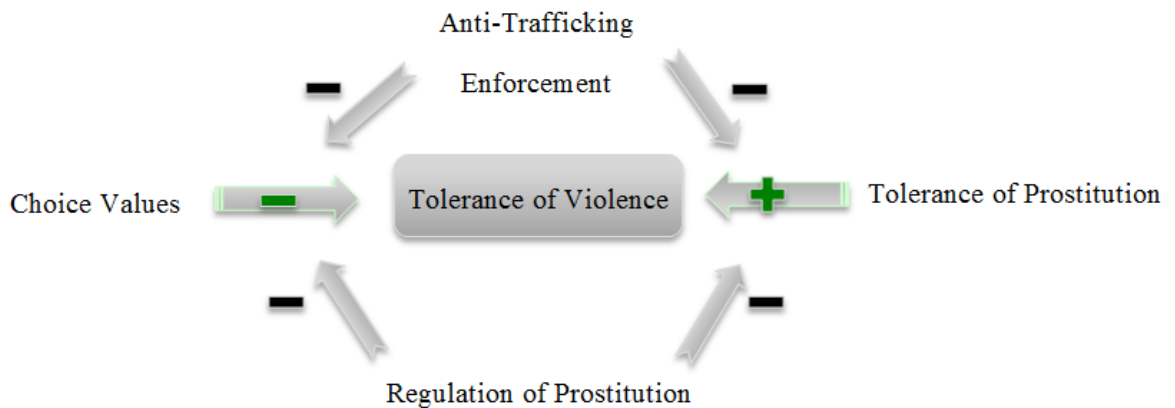 Anti-Trafficking
Enforcement
Choice Values
Tolerance of Violence
Tolerance of Prostitution
Regulation of Prostitution